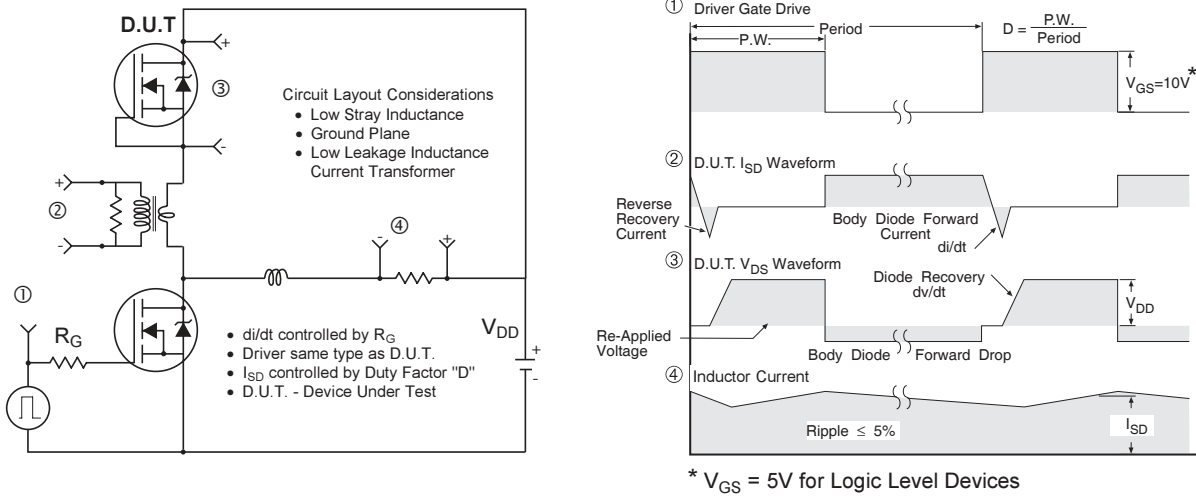 D.U.T
+
③
-
Circuit Layout Considerations
• Low Stray Inductance
• Ground Plane
• Low Leakage Inductance
Current Transformer
+
②
-
④
-
+
①
R_G
V_DD
+
-
• di/dt controlled by R_G
• Driver same type as D.U.T.
• I_SD controlled by Duty Factor "D"
• D.U.T. - Device Under Test
① Driver Gate Drive
Period
P.W.
D = P.W.
Period
V_GS=10V*
② D.U.T. I_SD Waveform
Reverse
Recovery
Current
Body Diode Forward
Current
di/dt
③ D.U.T. V_DS Waveform
Diode Recovery
dv/dt
V_DD
Re-Applied
Voltage
Body Diode Forward Drop
④ Inductor Current
Ripple ≤ 5%
I_SD
* V_GS = 5V for Logic Level Devices